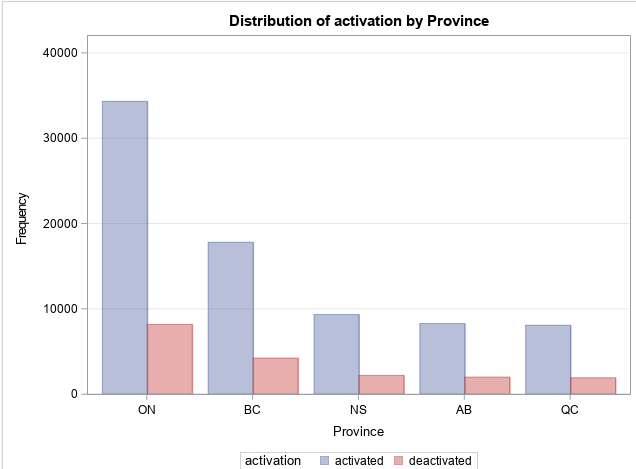 Distribution of activation by Province
40000
30000
20000
10000
0
Frequency
ON BC NS AB QC
Province
activation activated deactivated